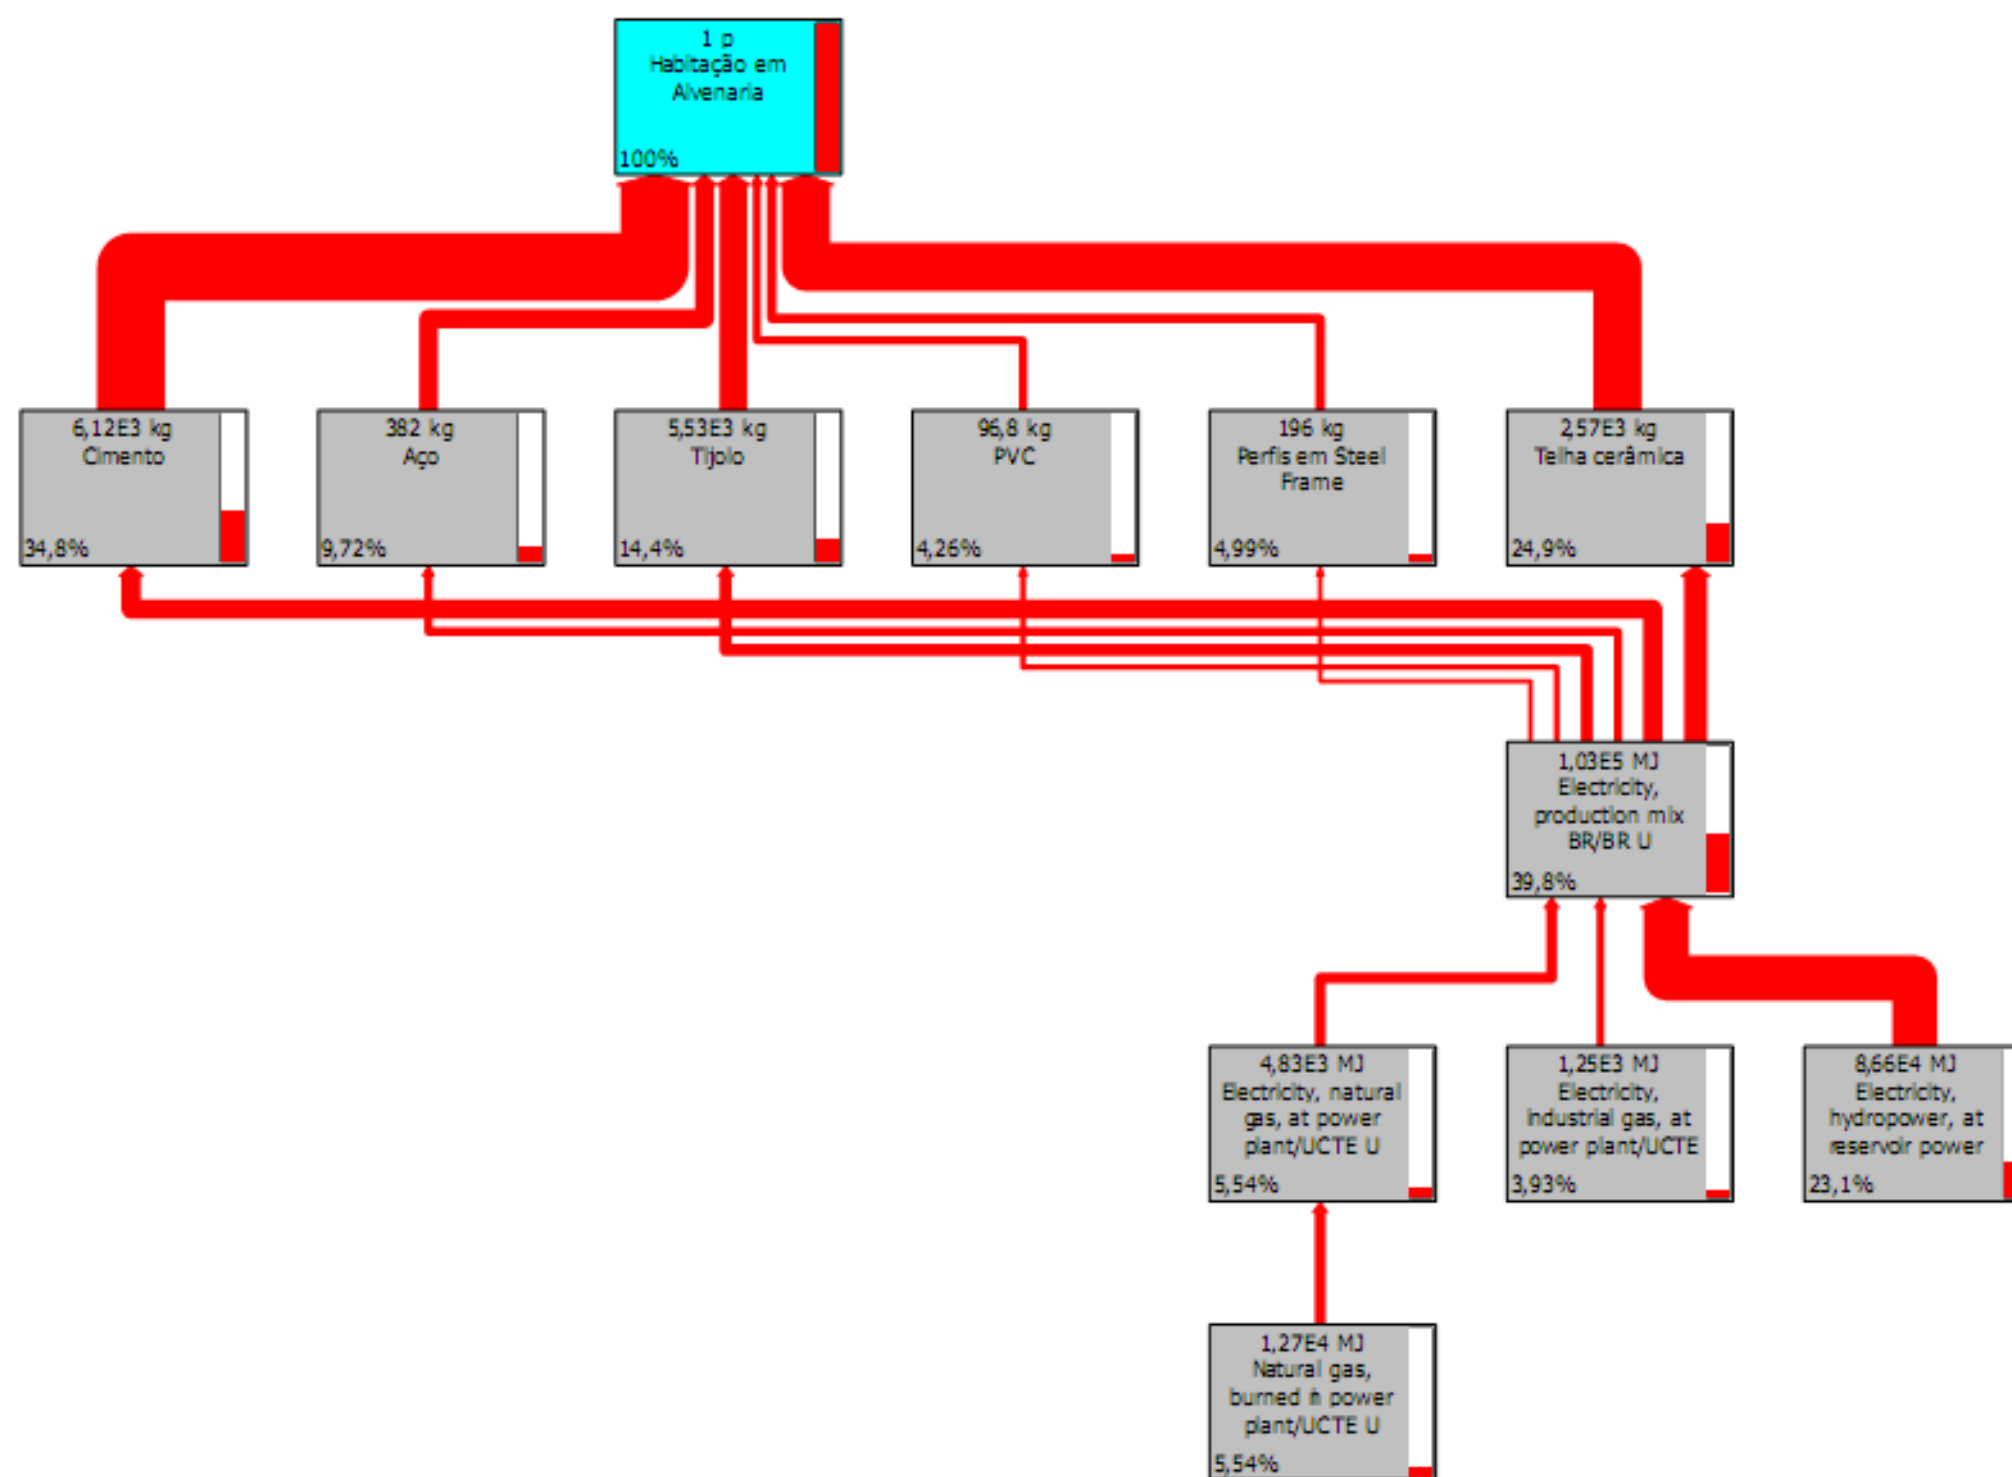 1 p
Habitação em
Alvenaria
100%
6,12E3 kg
Cimento
34,8%
382 kg
Aço
9,72%
5,53E3 kg
Tijolo
14,4%
96,8 kg
PVC
4,26%
196 kg
Perfis em Steel
Frame
4,99%
2,57E3 kg
Telha cerâmica
24,9%
1,03E5 MJ
Electricity,
production mix
BR/BR U
39,8%
4,83E3 MJ
Electricity, natural
gas, at power
plant/UCTE U
5,54%
1,25E3 MJ
Electricity,
industrial gas, at
power plant/UCTE
3,93%
8,66E4 MJ
Electricity,
hydropower, at
reservoir power
23,1%
1,27E4 MJ
Natural gas,
burned in power
plant/UCTE U
5,54%